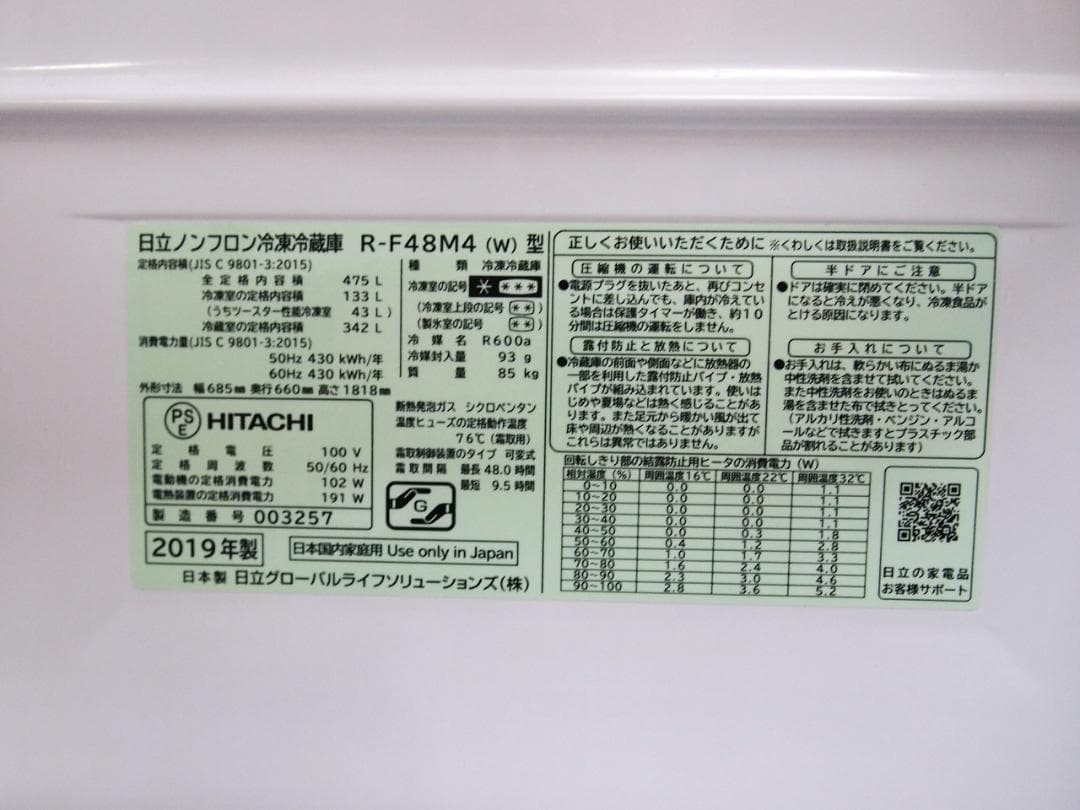 日立ノンフロン冷凍冷蔵庫 R-F48M4 (W) 型
定格内容積(JIS C 9801-3:2015)
全定格内容積 475 L
冷凍室の定格内容積 133 L
(うちツースター性能冷凍室 43 L)
冷蔵室の定格内容積 342 L
消費電力量(JIS C 9801-3:2015)
50Hz 430 kWh/年
60Hz 430 kWh/年
外形寸法 幅685㎜ 奥行660㎜ 高さ1818㎜
PSE HITACHI
定格電圧 100 V
定格周波数 50/60 Hz
電動機の定格消費電力 102 W
電熱装置の定格消費電力 191 W
製造番号 003257
2019年製
日本国内家庭用 Use only in Japan
日本製 日立グローバルライフソリューションズ(株)
種類 冷凍冷蔵庫
冷凍室の記号 * ***
(冷凍室上段の記号 **)
(製氷室の記号 **)
冷媒名 R600a
冷媒封入量 93 g
質量 85 kg
断熱発泡ガス シクロペンタン
温度ヒューズの定格動作温度
76℃(霜取用)
霜取制御装置のタイプ 可変式
霜取間隔 最長 48.0 時間
最短 9.5 時間
G
正しくお使いいただくために ※くわしくは取扱説明書をご覧ください。
圧縮機の運転について
●電源プラグを抜いたあと、再びコンセ
ントに差し込んでも、庫内が冷えてい
る場合は保護タイマーが働き、約10
分間は圧縮機の運転をしません。
露付防止と放熱について
●冷蔵庫の前面や側面などに放熱器の
一部を利用した露付防止パイプ・放熱
パイプが組み込まれています。使いは
じめや夏場などは熱く感じることがあ
ります。また足元から暖かい風が出て
床や周辺が熱くなることがありますが
これらは異常ではありません。
半ドアにご注意
●ドアは確実に閉めてください。半ドア
になると冷えが悪くなり、冷凍食品が
とける原因になります。
お手入れについて
●お手入れは、軟らかい布にぬるま湯か
中性洗剤を含ませて拭いてください。
また中性洗剤をお使いのときはぬるま
湯を含ませた布で拭きとってください。
(アルカリ性洗剤・ベンジン・アルコ
ールなどで拭きますとプラスチック部
品が割れることがあります)
回転しきり部の結露防止用ヒータの消費電力(W)
相対湿度(%) 周囲温度16℃ 周囲温度22℃ 周囲温度32℃
0~10 0.0 0.0 1.1
10~20 0.0 0.0 1.1
20~30 0.0 0.0 1.1
30~40 0.0 0.0 1.1
40~50 0.0 0.3 1.8
50~60 0.4 1.2 2.8
60~70 1.0 1.7 3.3
70~80 1.6 2.4 4.0
80~90 2.3 3.0 4.6
90~100 2.8 3.6 5.2
日立の家電品
お客様サポート